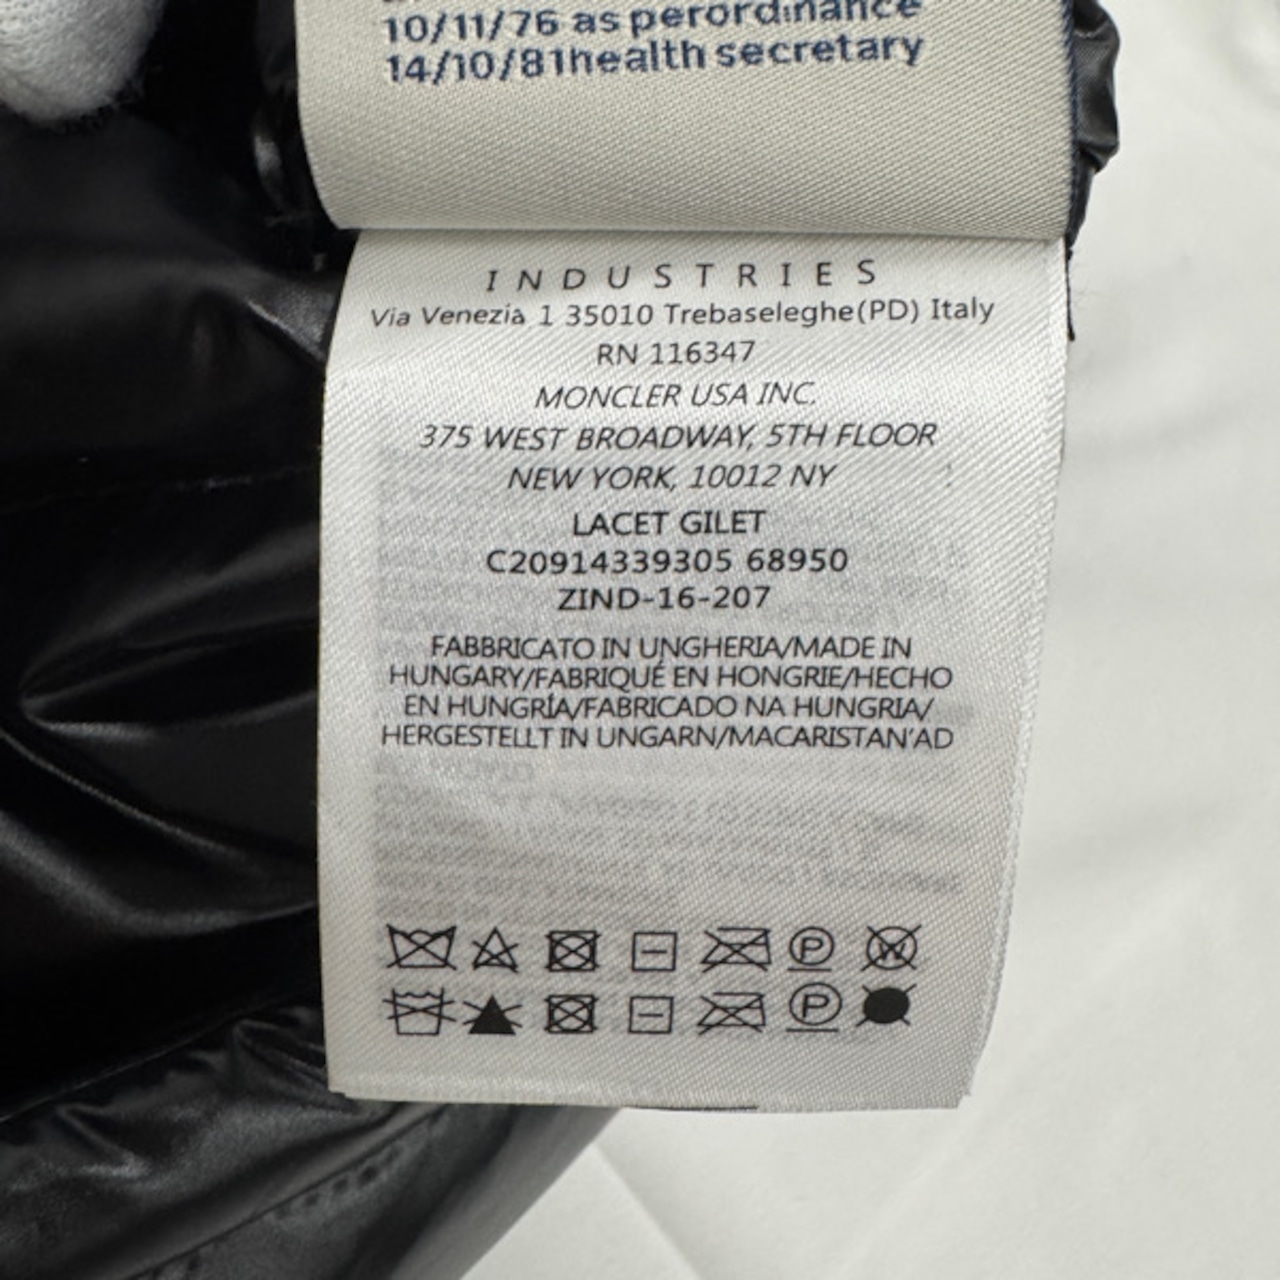 10/11/76 as perordinance
14/10/81health secretary
INDUSTRIES
Via Venezia 1 35010 Trebaseleghe(PD) Italy
RN 116347
MONCLER USA INC.
375 WEST BROADWAY, 5TH FLOOR
NEW YORK, 10012 NY
LACET GILET
C20914339305 68950
ZIND-16-207
FABBRICATO IN UNGHERIA/MADE IN
HUNGARY/FABRIQUÉ EN HONGRIE/HECHO
EN HUNGRÍA/FABRICADO NA HUNGRIA/
HERGESTELLT IN UNGARN/MACARISTAN'AD
P W
P